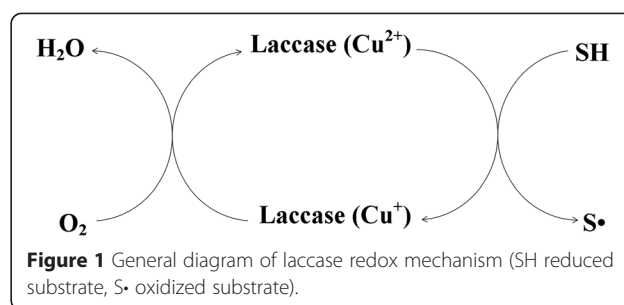 H₂O Laccase (Cu²⁺) SH
O₂ Laccase (Cu⁺) S•
Figure 1 General diagram of laccase redox mechanism (SH reduced
substrate, S• oxidized substrate).